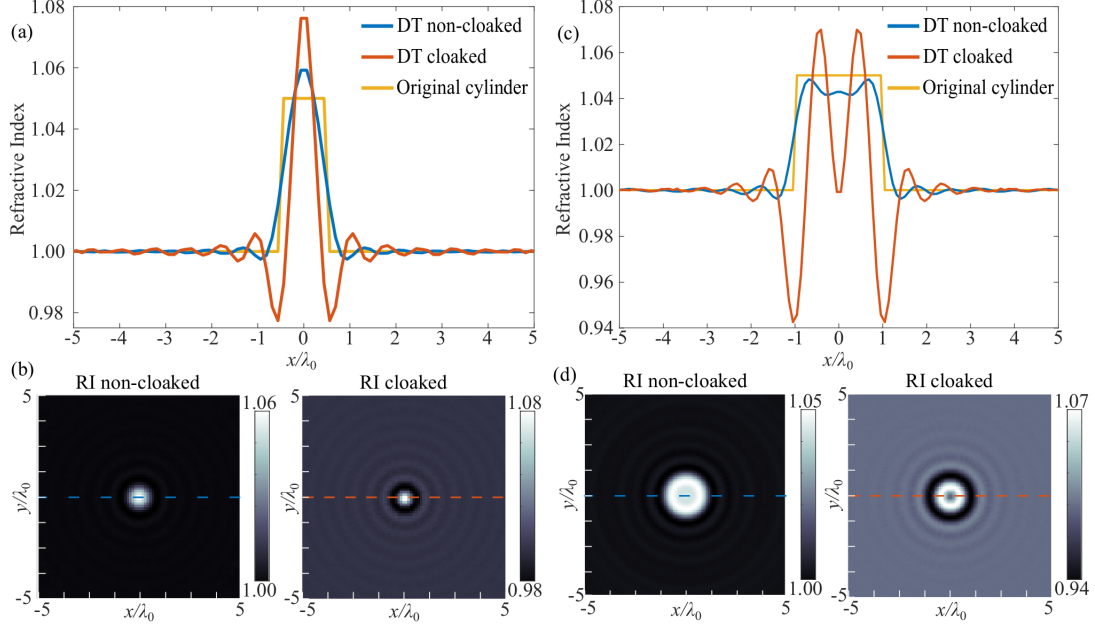 (a)
DT non-cloaked
DT cloaked
Original cylinder
Refractive Index
1.08
1.06
1.04
1.02
1.00
0.98
-5 -4 -3 -2 -1 0 1 2 3 4 5
x/λ0
(c)
DT non-cloaked
DT cloaked
Original cylinder
Refractive Index
1.08
1.06
1.04
1.02
1.00
0.98
0.96
0.94
-5 -4 -3 -2 -1 0 1 2 3 4 5
x/λ0
(b)
RI non-cloaked
5
y/λ0
-5
-5 5
x/λ0
1.06
1.00
RI cloaked
-5 5
x/λ0
1.08
0.98
(d)
RI non-cloaked
5
y/λ0
-5
-5 5
x/λ0
1.05
1.00
RI cloaked
-5 5
x/λ0
1.07
0.94